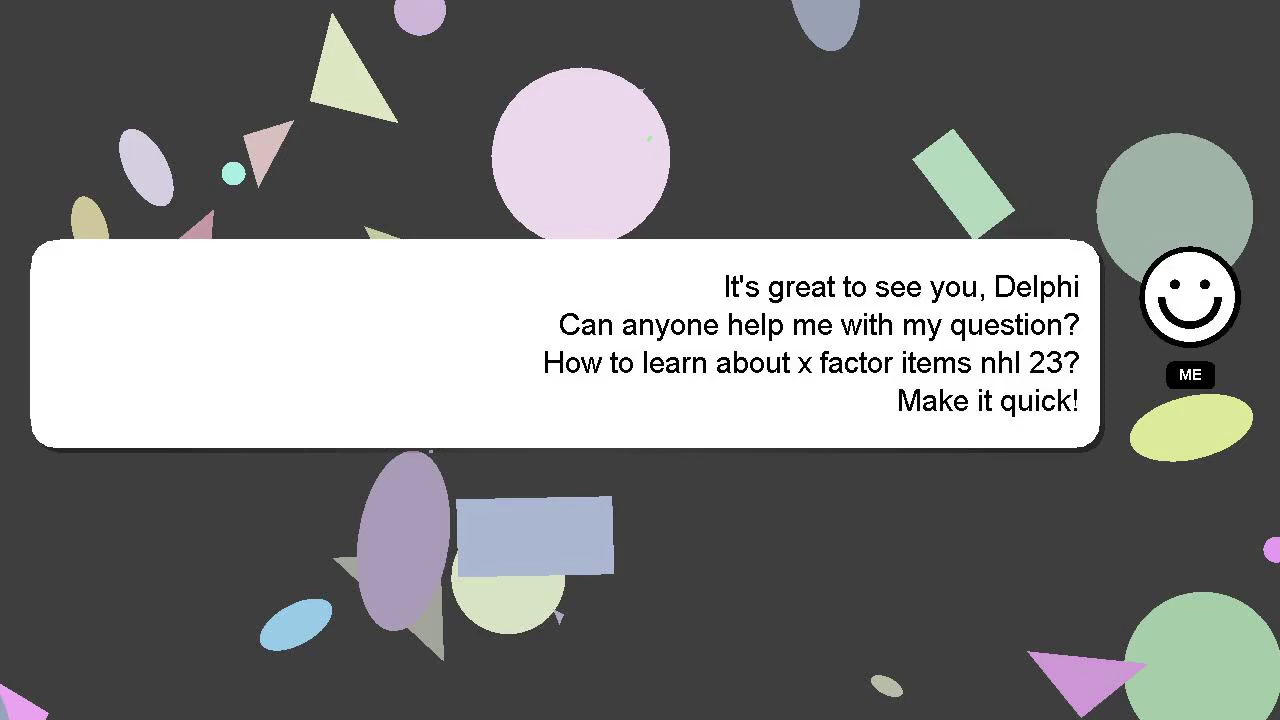 It's great to see you, Delphi
Can anyone help me with my question?
How to learn about x factor items nhl 23?
Make it quick!
ME